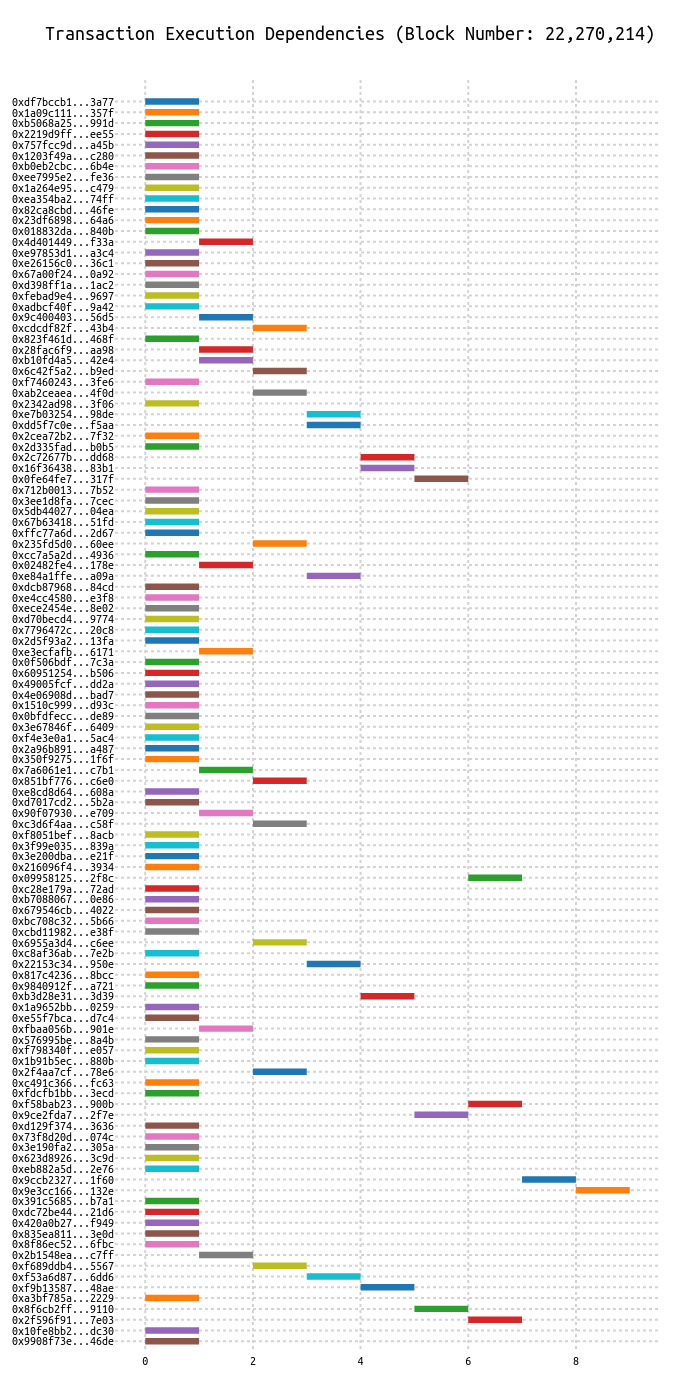 Transaction Execution Dependencies (Block Number: 22,270,214)
0xdf7bccb1...3a77
0x1a09c111...357f
0xb5068a25...991d
0x2219d9ff...ee55
0x757fcc9d...a45b
0x1203f49a...c280
0xb0eb2cbc...6b4e
0xee7995e2...fe36
0x1a264e95...c479
0xea354ba2...74ff
0x82ca8cbd...46fe
0x23df6898...64a6
0x018832da...840b
0x4d401449...f33a
0xe97853d1...a3c4
0xe26156c0...36c1
0x67a00f24...0a92
0xd398ff1a...1ac2
0xfebad9e4...9697
0xadbcf40f...9a42
0x9c400403...56d5
0xcdcdf82f...43b4
0x823f461d...468f
0x28fac6f9...aa98
0xb10fd4a5...42e4
0x6c42f5a2...b9ed
0xf7460243...3fe6
0xab2ceaea...4f0d
0x2342ad98...3f06
0xe7b03254...98de
0xdd5f7c0e...f5aa
0x2cea72b2...7f32
0x2d335fad...b0b5
0x2c72677b...dd68
0x16f36438...83b1
0x0fe64fe7...317f
0x712b0013...7b52
0x3ee1d8fa...7cec
0x5db44027...04ea
0x67b63418...51fd
0xffc77a6d...2d67
0x235fd5d0...60ee
0xcc7a5a2d...4936
0x02482fe4...178e
0xe84a1ffe...a09a
0xdcb87968...84cd
0xe4cc4580...e3f8
0xece2454e...8e02
0xd70becd4...9774
0x7796472c...20c8
0x2d5f93a2...13fa
0xe3ecfafb...6171
0x0f506bdf...7c3a
0x60951254...b506
0x49005fcf...dd2a
0x4e06908d...bad7
0x1510c999...d93c
0x0bfdfecc...de89
0x3e67846f...6409
0xf4e3e0a1...5ac4
0x2a96b891...a487
0x350f9275...1f6f
0x7a6061e1...c7b1
0x851bf776...c6e0
0xe8cd8d64...608a
0xd7017cd2...5b2a
0x90f07930...e709
0xc3d6f4aa...c58f
0xf8051bef...8acb
0x3f99e035...839a
0x3e200dba...e21f
0x216096f4...3934
0x09958125...2f8c
0xc28e179a...72ad
0xb7088067...0e86
0x679546cb...4022
0xbc708c32...5b66
0xcbd11982...e38f
0x6955a3d4...c6ee
0xc8af36ab...7e2b
0x22153c34...950e
0x817c4236...8bcc
0x9840912f...a721
0xb3d28e31...3d39
0x1a9652bb...0259
0xe55f7bca...d7c4
0xfbaa056b...901e
0x576995be...8a4b
0xf798340f...e057
0x1b91b5ec...880b
0x2f4aa7cf...78e6
0xc491c366...fc63
0xfdcfb1bb...3ecd
0xf58bab23...900b
0x9ce2fda7...2f7e
0xd129f374...3636
0x73f8d20d...074c
0x3e190fa2...305a
0x623d8926...3c9d
0xeb882a5d...2e76
0x9ccb2327...1f60
0x9e3cc166...132e
0x391c5685...b7a1
0xdc72be44...21d6
0x420a0b27...f949
0x835ea811...3e0d
0x8f86ec52...6fbc
0x2b1548ea...c7ff
0xf689ddb4...5567
0xf53a6d87...6dd6
0xf9b13587...48ae
0xa3bf785a...2229
0x8f6cb2ff...9110
0x2f596f91...7e03
0x10fe8bb2...dc30
0x9908f73e...46de
0 2 4 6 8